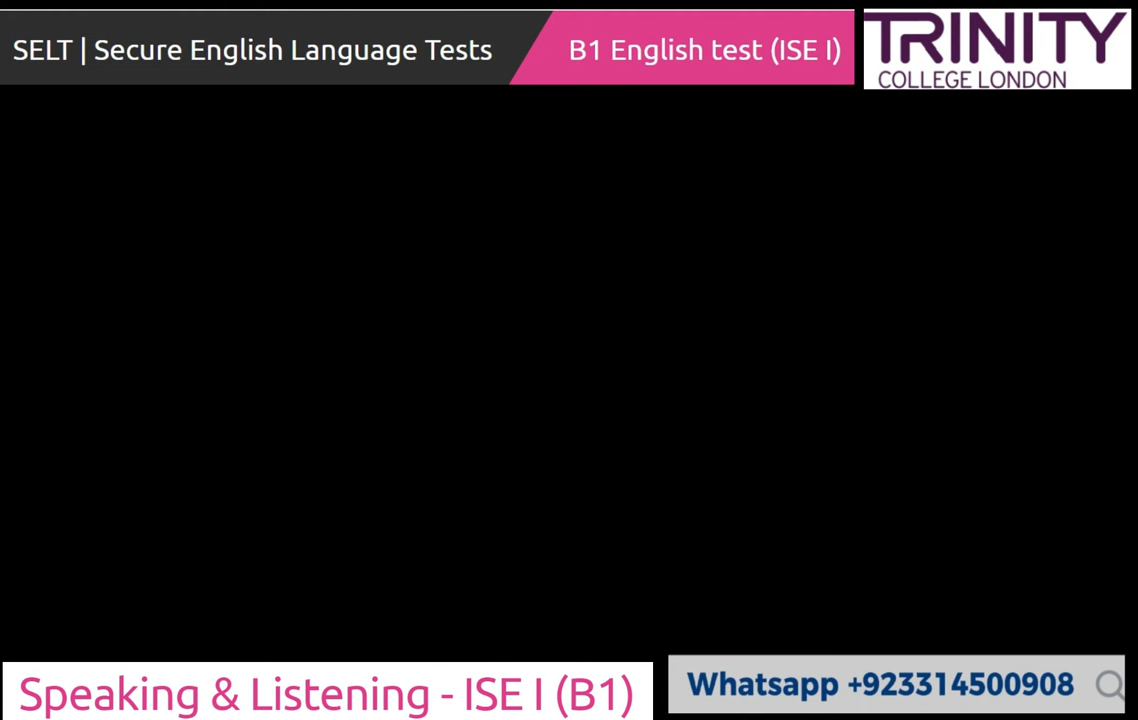 SELT | Secure English Language Tests
B1 English test (ISE I)
TRINITY
COLLEGE LONDON
Speaking & Listening - ISE I (B1)
Whatsapp +923314500908